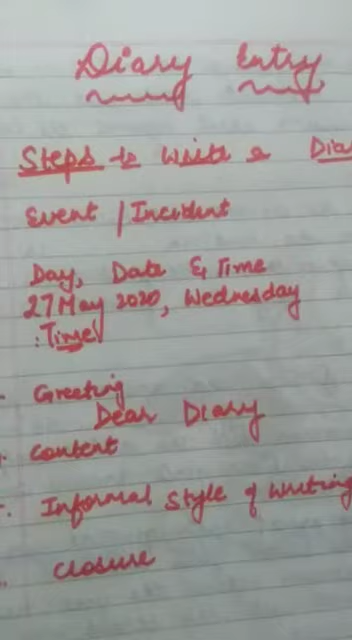 Diary Entry
Steps to write a
Event / Incident
Day, Date & Time
27 May 2020, Wednesday
: Time
Greeting
Dear Diary
Content
Informal Style of Writing
Closure